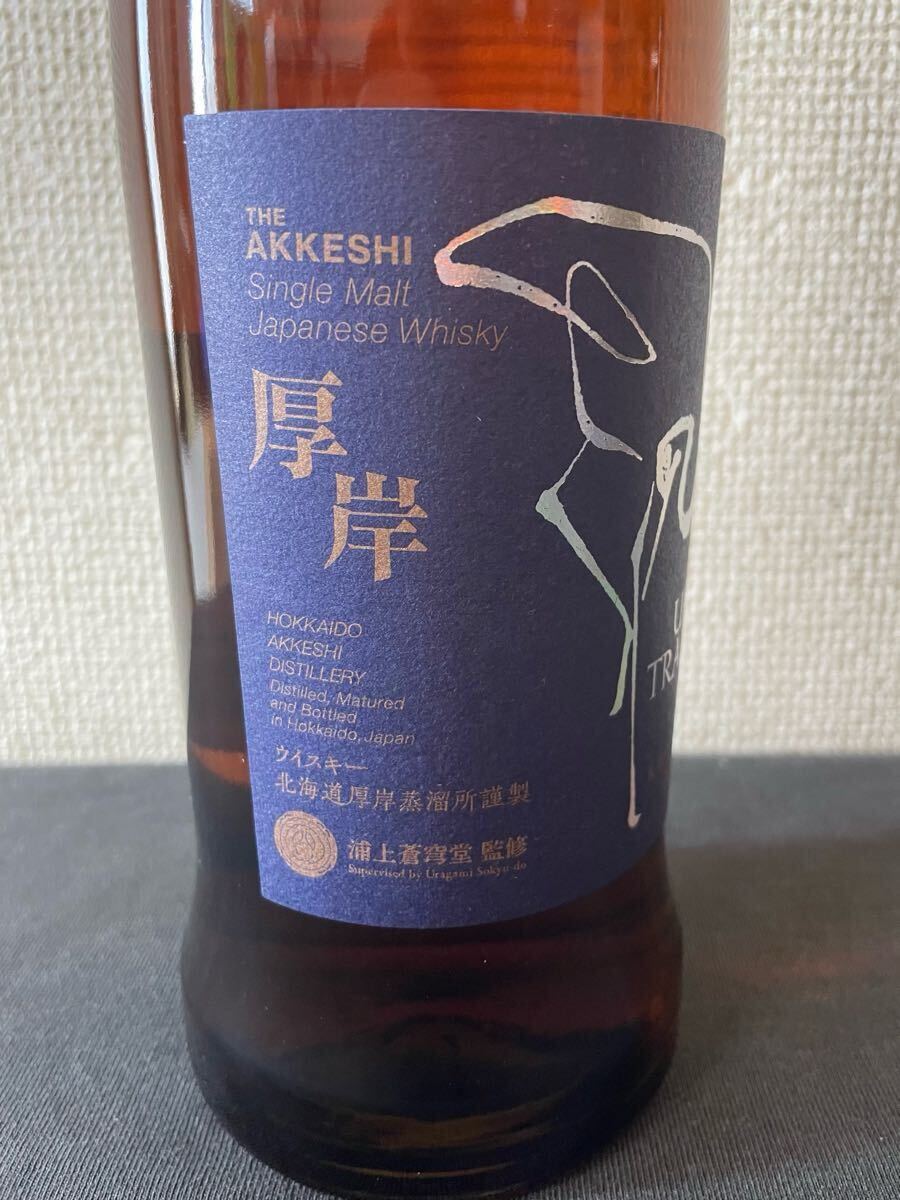 THE
AKKESHI
Single Malt
Japanese Whisky
厚
岸
HOKKAIDO
AKKESHI
DISTILLERY
Distilled, Matured
and Bottled
in Hokkaido, Japan
ウイスキー
北海道厚岸蒸溜所謹製
浦上蒼穹堂 監修
Supervised by Uragami Sokyu-do